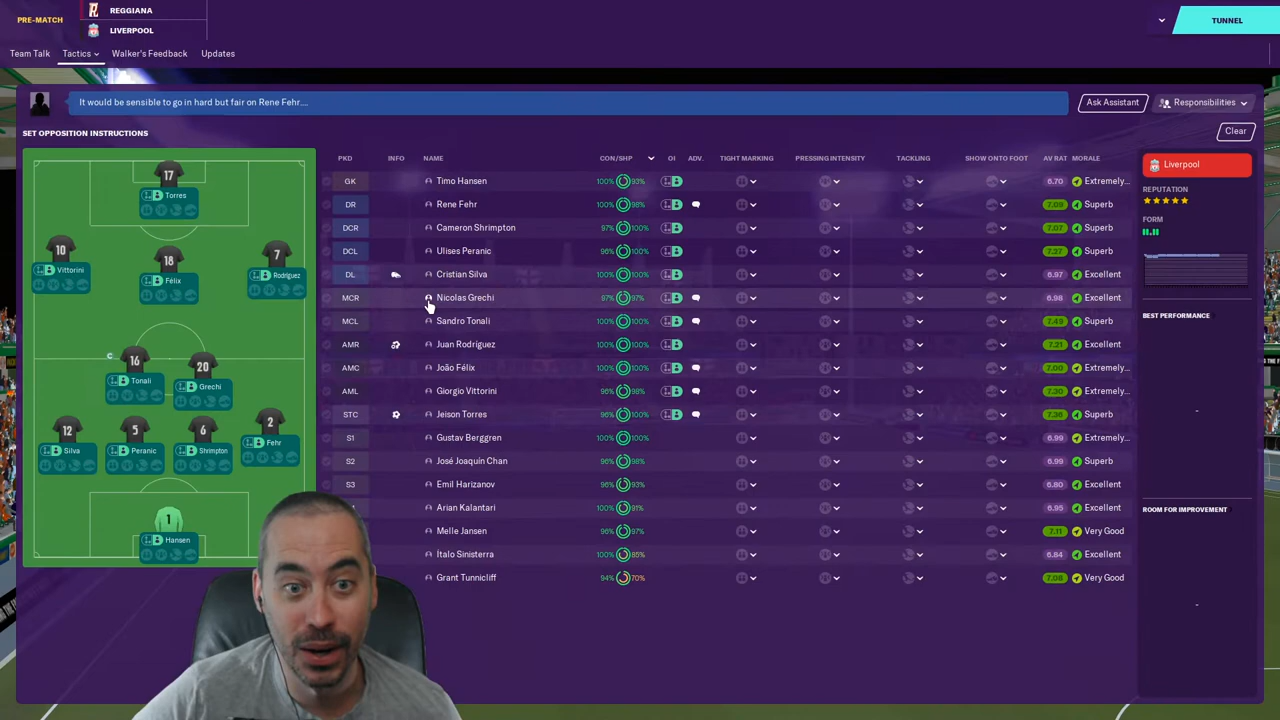 PRE-MATCH
REGGIANA
LIVERPOOL
TUNNEL
Team Talk Tactics Walker's Feedback Updates
It would be sensible to go in hard but fair on Rene Fehr....
Ask Assistant Responsibilities
SET OPPOSITION INSTRUCTIONS
Clear
PKD INFO NAME CON/SHP OI ADV. TIGHT MARKING PRESSING INTENSITY TACKLING SHOW ONTO FOOT AV RAT MORALE
GK Timo Hansen 100% 93% 6.70 Extremely...
DR Rene Fehr 100% 98% 7.09 Superb
DCR Cameron Shrimpton 97% 100% 7.07 Superb
DCL Ulises Peranic 96% 100% 7.27 Superb
DL Cristian Silva 100% 100% 6.97 Excellent
MCR Nicolas Grechi 97% 97% 6.98 Excellent
MCL Sandro Tonali 100% 100% 7.49 Superb
AMR Juan Rodríguez 100% 100% 7.21 Excellent
AMC João Félix 100% 100% 7.00 Extremely...
AML Giorgio Vittorini 96% 98% 7.30 Extremely...
STC Jeison Torres 96% 100% 7.36 Superb
S1 Gustav Berggren 100% 100% 6.99 Extremely...
S2 José Joaquín Chan 96% 98% 6.99 Superb
S3 Emil Harizanov 96% 93% 6.80 Excellent
Arian Kalantari 100% 91% 6.95 Excellent
Melle Jansen 96% 97% 7.11 Very Good
Ítalo Sinisterra 100% 85% 6.84 Excellent
Grant Tunnicliff 94% 70% 7.08 Very Good
17
Torres
10
Vittorini
18
Félix
7
Rodríguez
C
16
Tonali
20
Grechi
12
Silva
5
Peranic
6
Shrimpton
2
Fehr
1
Hansen
Liverpool
REPUTATION
FORM
BEST PERFORMANCE
-
ROOM FOR IMPROVEMENT
-